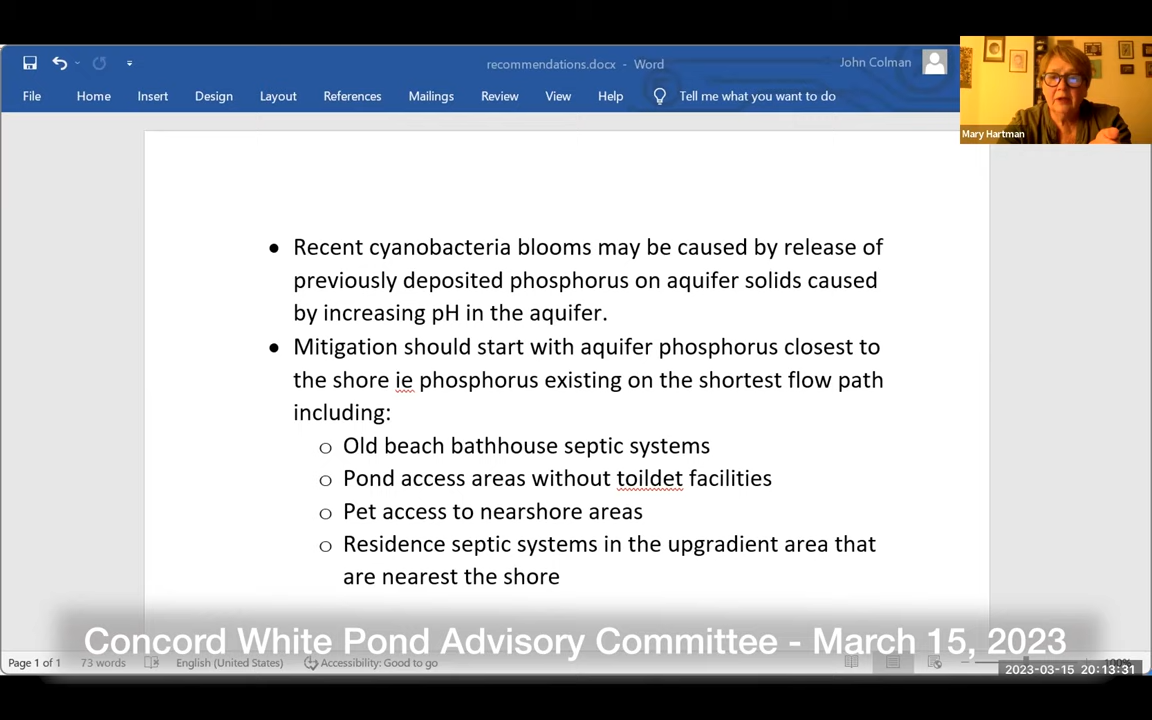 recommendations.docx - Word
John Colman
File Home Insert Design Layout References Mailings Review View Help Tell me what you want to do
Mary Hartman
● Recent cyanobacteria blooms may be caused by release of
previously deposited phosphorus on aquifer solids caused
by increasing pH in the aquifer.
● Mitigation should start with aquifer phosphorus closest to
the shore ie phosphorus existing on the shortest flow path
including:
o Old beach bathhouse septic systems
o Pond access areas without toildet facilities
o Pet access to nearshore areas
o Residence septic systems in the upgradient area that
are nearest the shore
Concord White Pond Advisory Committee - March 15, 2023
Page 1 of 1 73 words English (United States) Accessibility: Good to go 100%
2023-03-15 20:13:31